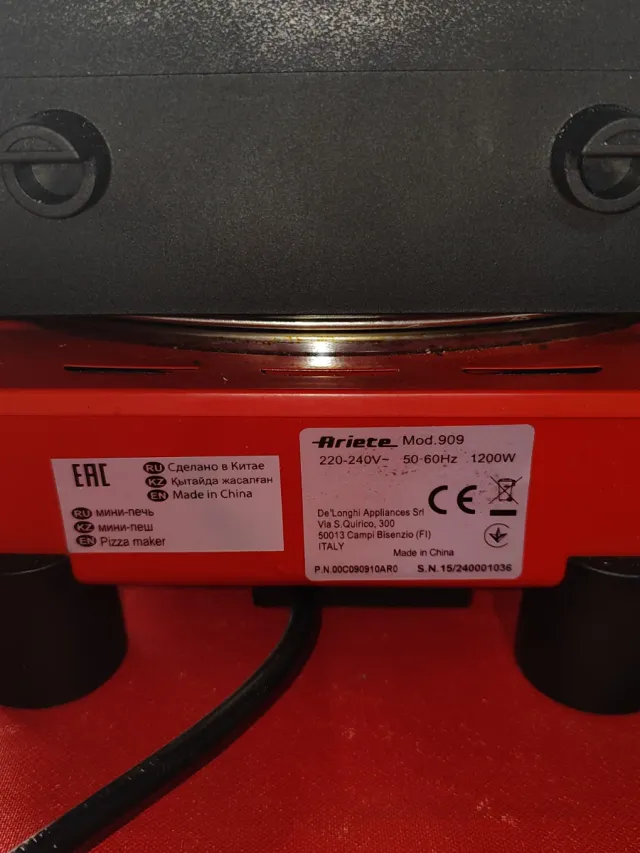 EAC
RU Сделано в Китае
KZ Қытайда жасалған
EN Made in China
RU мини-печь
KZ мини-пеш
EN Pizza maker
Ariete Mod.909
220-240V~ 50-60Hz 1200W
CE
De'Longhi Appliances Srl
Via S.Quirico, 300
50013 Campi Bisenzio (FI)
ITALY
Made in China
P.N.00C090910AR0 S.N.15/240001036